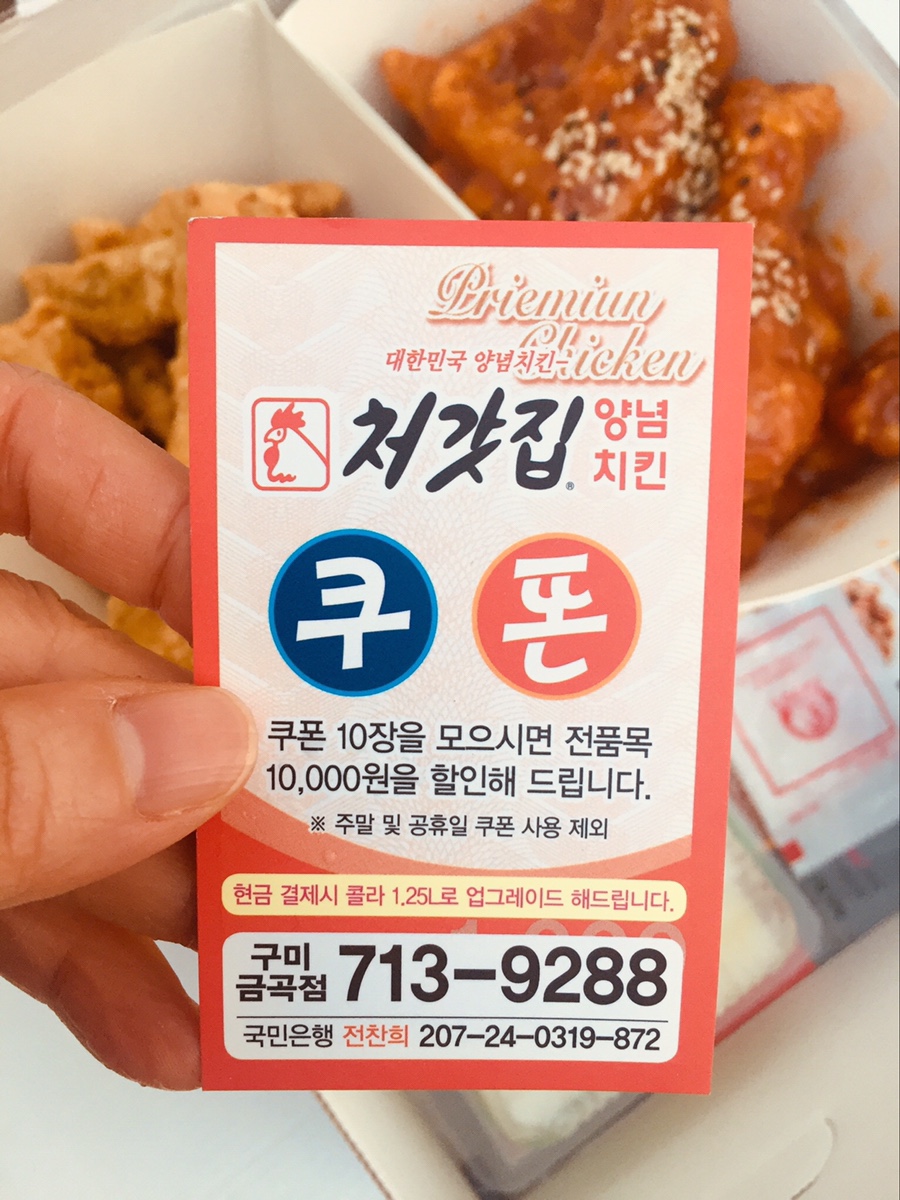 Priemiun
Chicken
대한민국 양념치킨-
처갓집® 양념
치킨
쿠폰
쿠폰 10장을 모으시면 전품목
10,000원을 할인해 드립니다.
※ 주말 및 공휴일 쿠폰 사용 제외
현금 결제시 콜라 1.25L로 업그레이드 해드립니다.
구미
금곡점 713-9288
국민은행 전찬희 207-24-0319-872